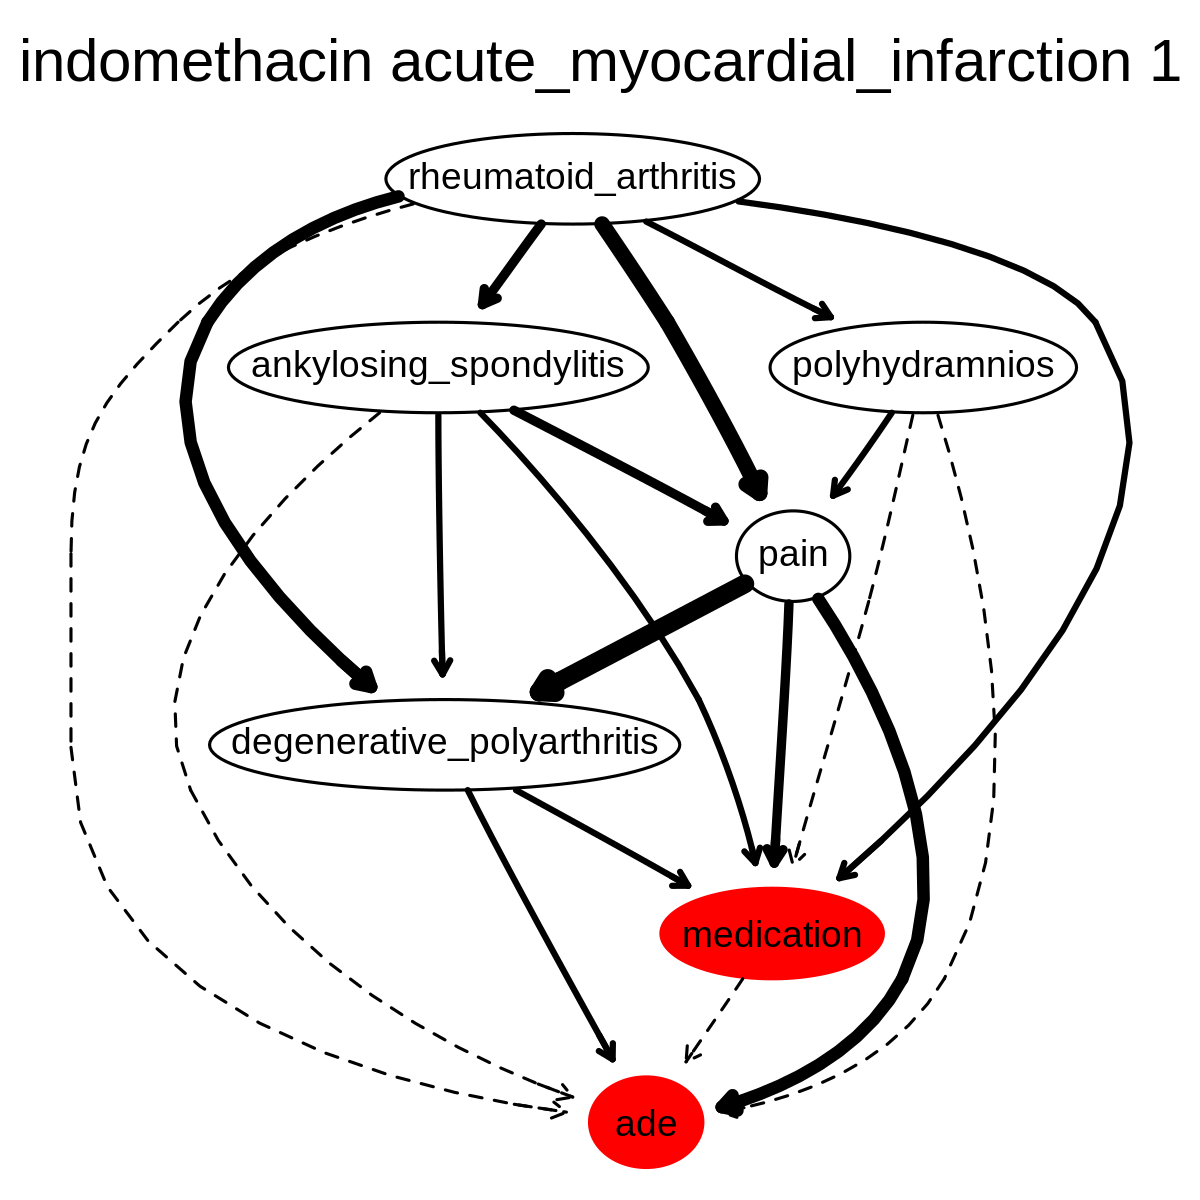 indomethacin acute_myocardial_infarction 1
rheumatoid_arthritis
ankylosing_spondylitis
polyhydramnios
pain
degenerative_polyarthritis
medication
ade